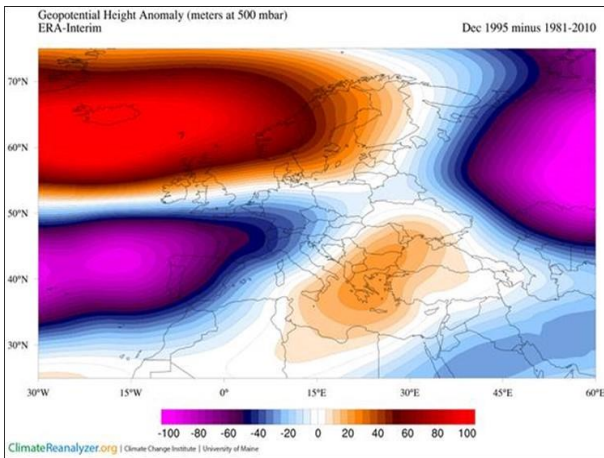 Geopotential Height Anomaly (meters at 500 mbar)
ERA-Interim
Dec 1995 minus 1981-2010
70°N
60°N
50°N
40°N
30°N
30°W
15°W
0°
15°E
30°E
45°E
60°E
-100
-80
-60
-40
-20
0
20
40
60
80
100
ClimateReanalyzer.org | Climate Change Institute | University of Maine